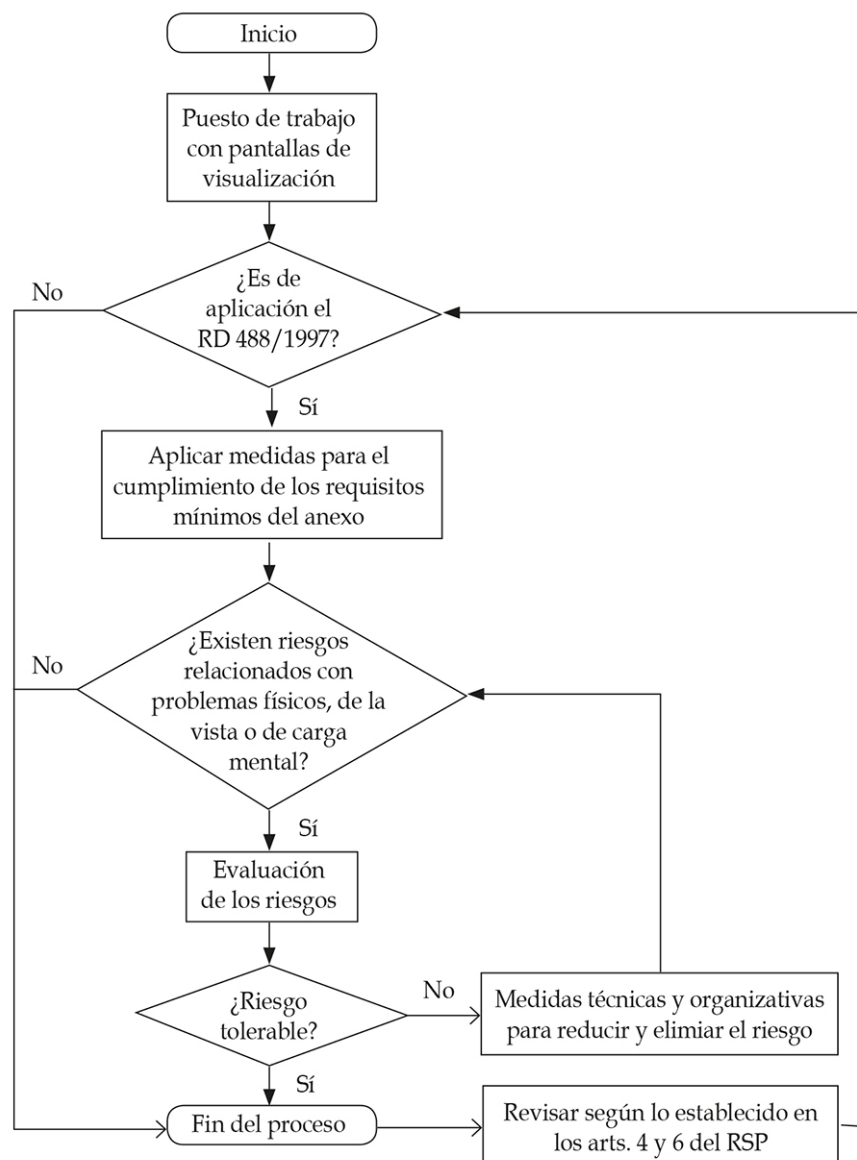 Inicio
Puesto de trabajo
con pantallas de
visualización
¿Es de
aplicación el
RD 488/1997?
No
Sí
Aplicar medidas para el
cumplimiento de los requisitos
mínimos del anexo
¿Existen riesgos
relacionados con
problemas físicos, de la
vista o de carga
mental?
No
Sí
Evaluación
de los riesgos
¿Riesgo
tolerable?
No
Medidas técnicas y organizativas
para reducir y elimiar el riesgo
Sí
Fin del proceso
Revisar según lo establecido en
los arts. 4 y 6 del RSP